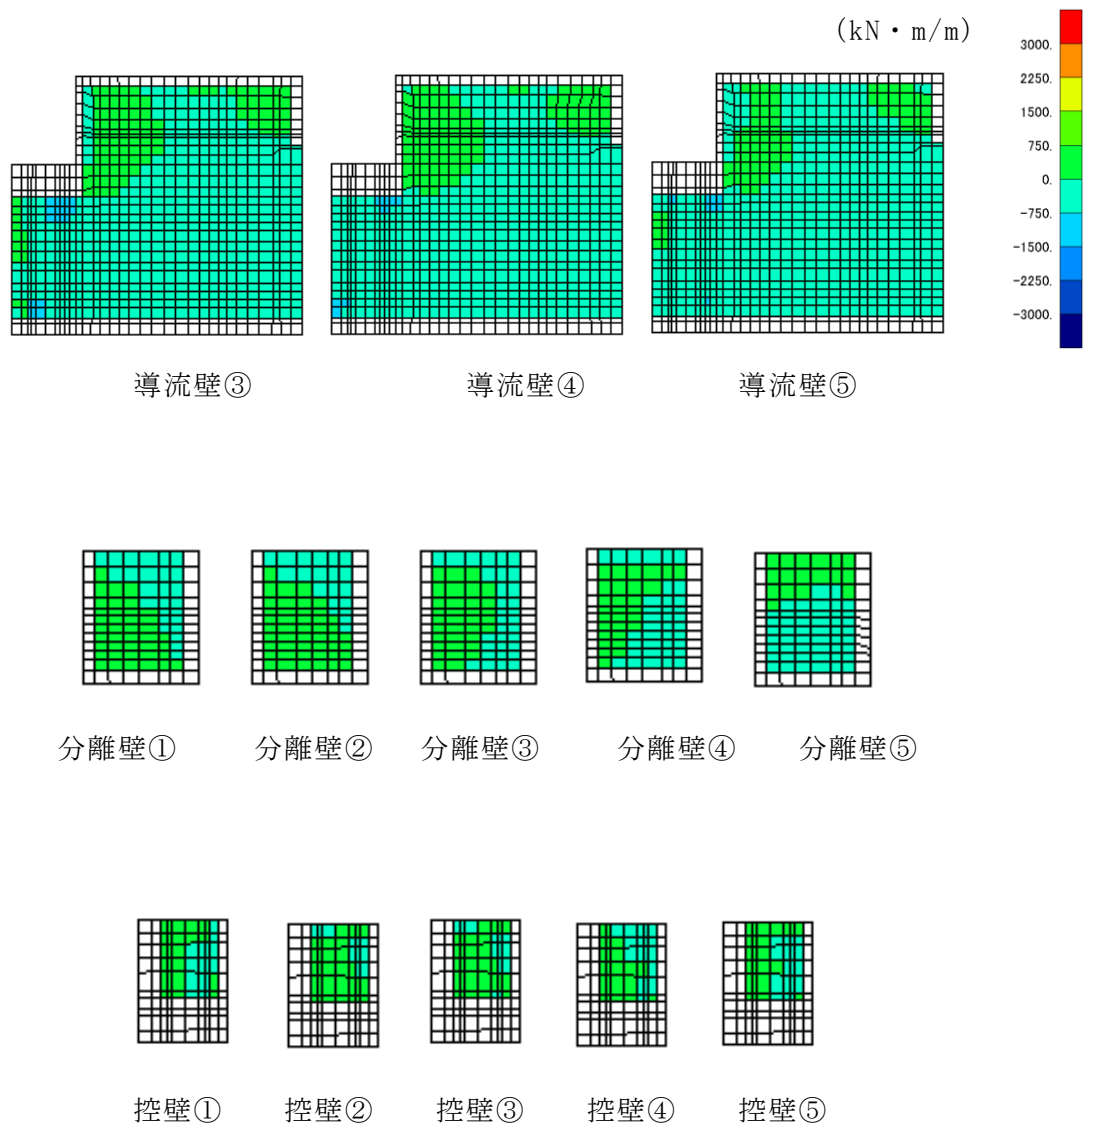 (kN・m/m)
3000.
2250.
1500.
750.
0.
-750.
-1500.
-2250.
-3000.
導流壁③ 導流壁④ 導流壁⑤
分離壁① 分離壁② 分離壁③ 分離壁④ 分離壁⑤
控壁① 控壁② 控壁③ 控壁④ 控壁⑤